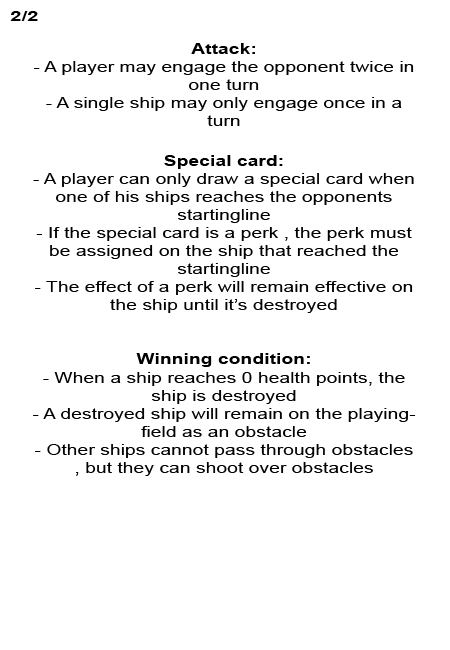 2/2
Attack:
- A player may engage the opponent twice in
one turn
- A single ship may only engage once in a
turn
Special card:
- A player can only draw a special card when
one of his ships reaches the opponents
startingline
- If the special card is a perk , the perk must
be assigned on the ship that reached the
startingline
- The effect of a perk will remain effective on
the ship until it’s destroyed
Winning condition:
- When a ship reaches 0 health points, the
ship is destroyed
- A destroyed ship will remain on the playing-
field as an obstacle
- Other ships cannot pass through obstacles
, but they can shoot over obstacles